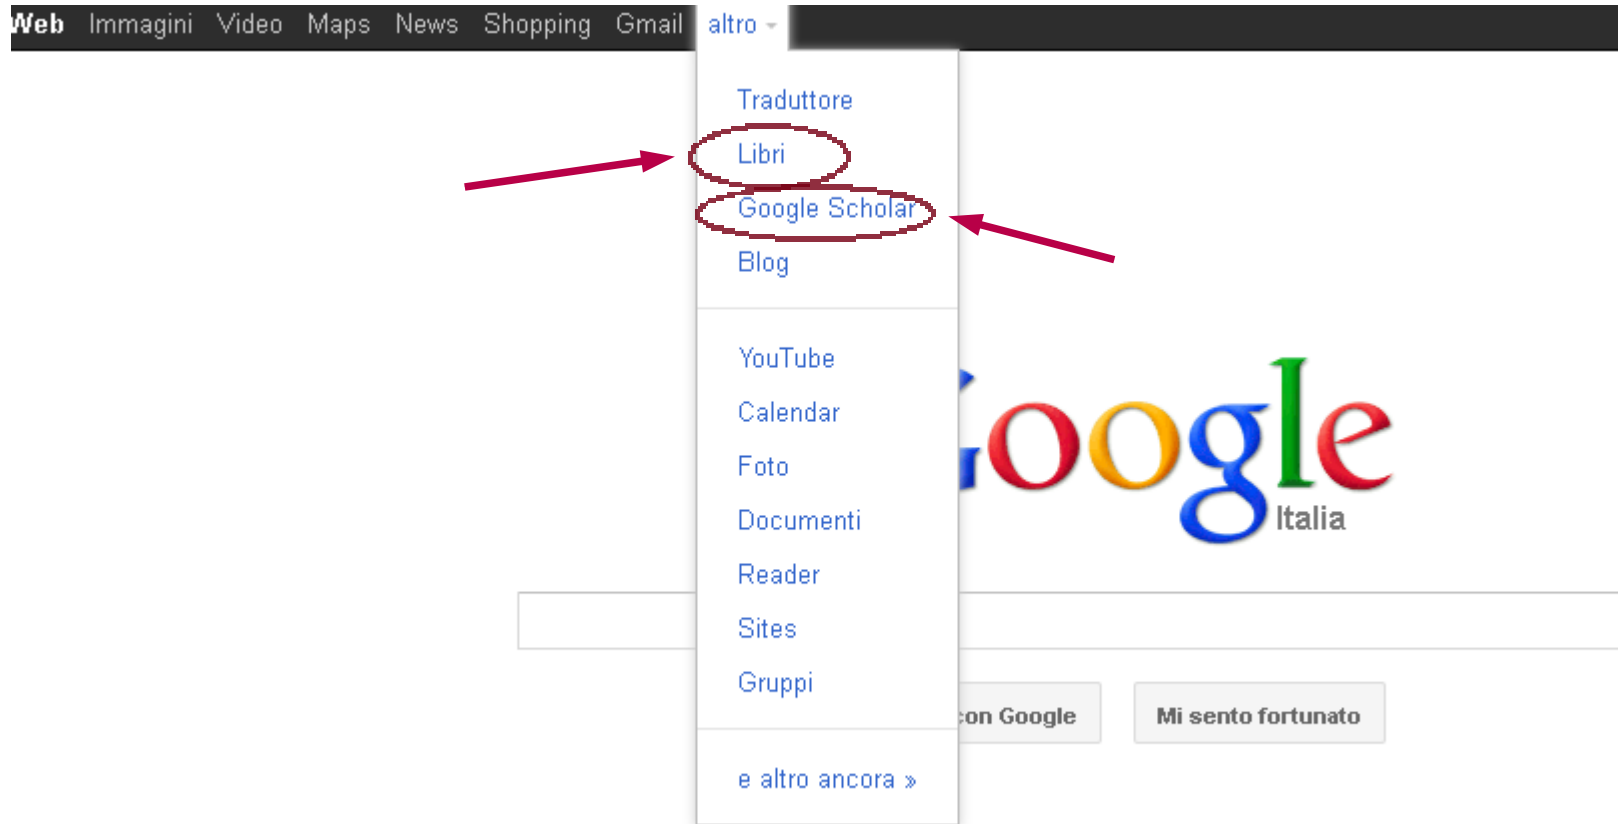 Web Immagini Video Maps News Shopping Gmail altro
Traduttore
Libri
Google Scholar
Blog
YouTube
Calendar
Foto
Documenti
Reader
Sites
Gruppi
e altro ancora »
Google
Italia
con Google
Mi sento fortunato